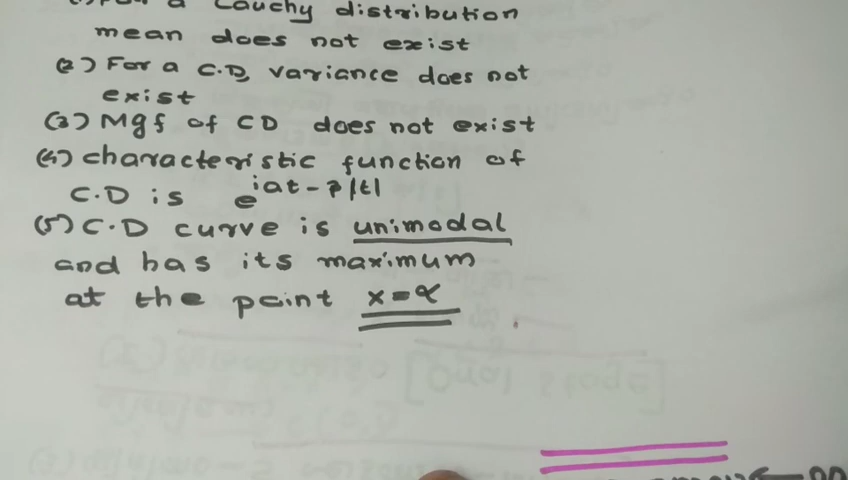 a Cauchy distribution
mean does not exist
(2) For a C.D, variance does not
exist
(3) Mgf of CD does not exist
(4) characteristic function of
C.D is e^iat-β|t|
(5) C.D curve is unimodal
and has its maximum
at the point x=α